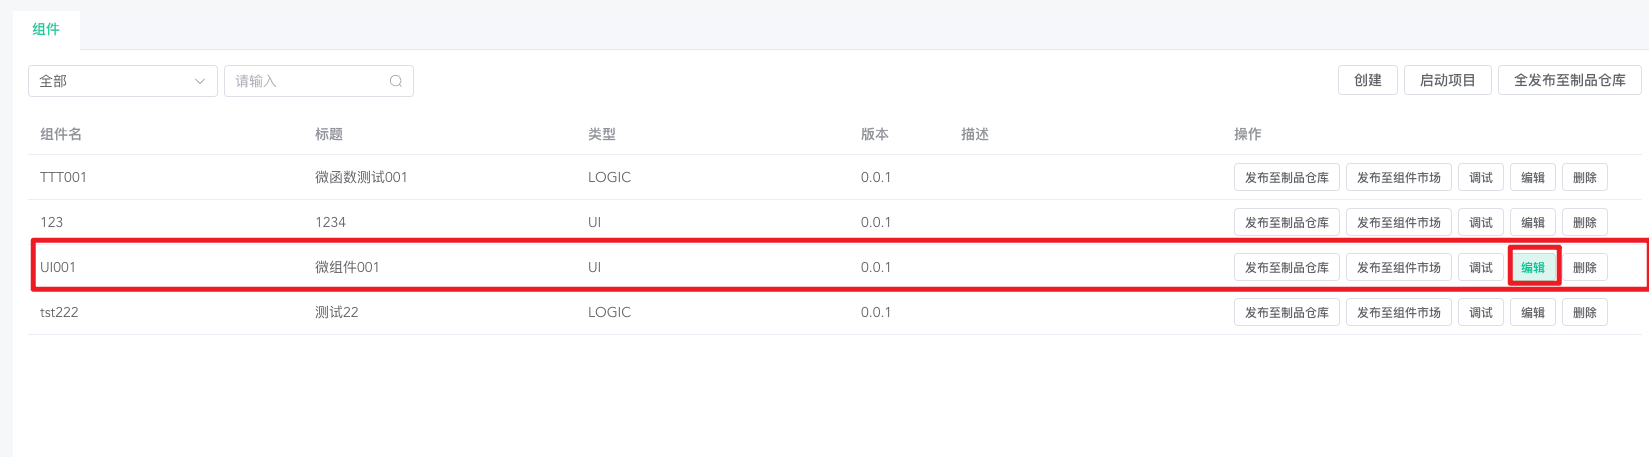 组件
全部 请输入 创建 启动项目 全发布至制品仓库
组件名 标题 类型 版本 描述 操作
TTT001 微函数测试001 LOGIC 0.0.1 发布至制品仓库 发布至组件市场 调试 编辑 删除
123 1234 UI 0.0.1 发布至制品仓库 发布至组件市场 调试 编辑 删除
UI001 微组件001 UI 0.0.1 发布至制品仓库 发布至组件市场 调试 编辑 删除
tst222 测试22 LOGIC 0.0.1 发布至制品仓库 发布至组件市场 调试 编辑 删除